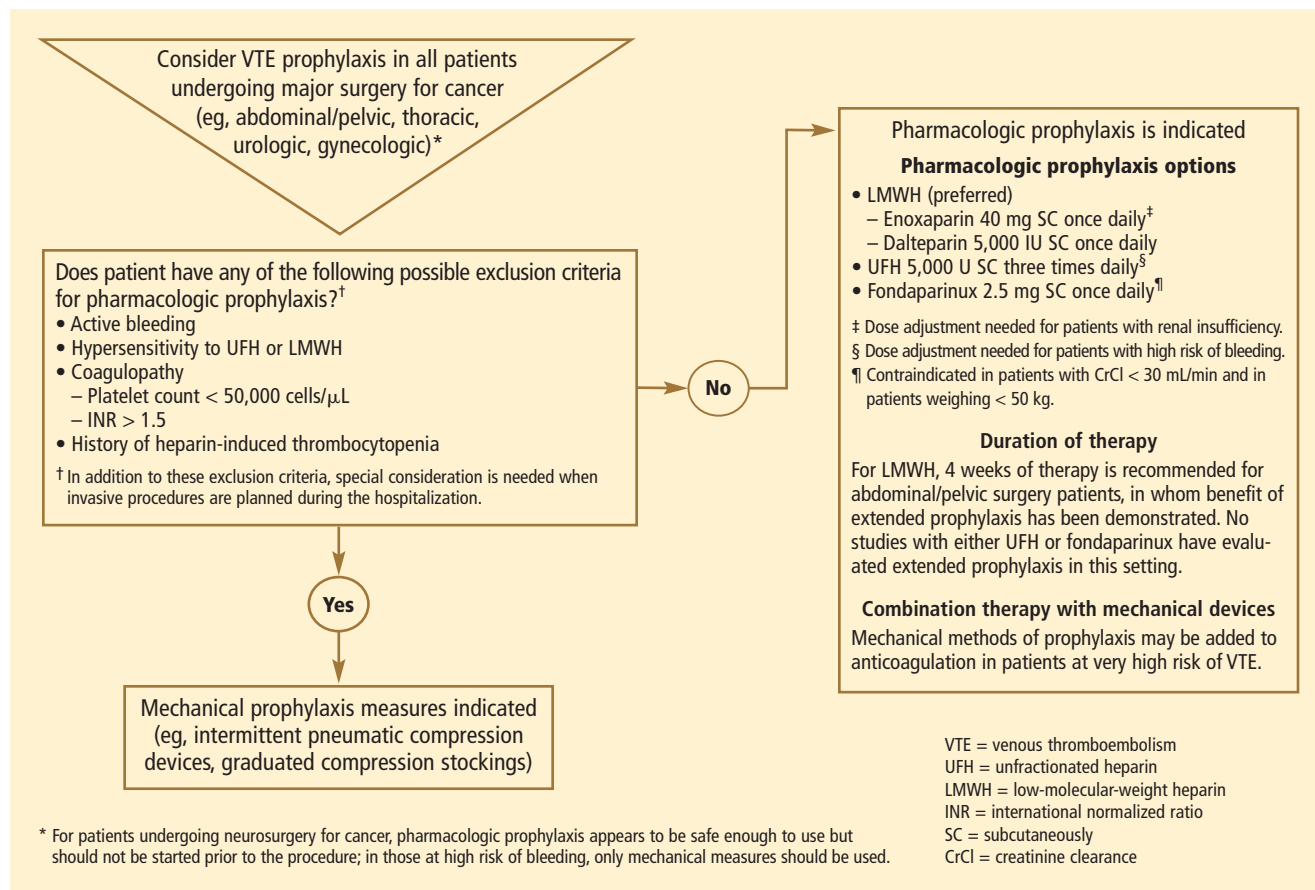 Consider VTE prophylaxis in all patients
undergoing major surgery for cancer
(eg, abdominal/pelvic, thoracic,
urologic, gynecologic)*
Does patient have any of the following possible exclusion criteria
for pharmacologic prophylaxis?†
• Active bleeding
• Hypersensitivity to UFH or LMWH
• Coagulopathy
– Platelet count < 50,000 cells/μL
– INR > 1.5
• History of heparin-induced thrombocytopenia
† In addition to these exclusion criteria, special consideration is needed when
invasive procedures are planned during the hospitalization.
No
Yes
Mechanical prophylaxis measures indicated
(eg, intermittent pneumatic compression
devices, graduated compression stockings)
Pharmacologic prophylaxis is indicated
Pharmacologic prophylaxis options
• LMWH (preferred)
– Enoxaparin 40 mg SC once daily‡
– Dalteparin 5,000 IU SC once daily
• UFH 5,000 U SC three times daily§
• Fondaparinux 2.5 mg SC once daily¶
‡ Dose adjustment needed for patients with renal insufficiency.
§ Dose adjustment needed for patients with high risk of bleeding.
¶ Contraindicated in patients with CrCl < 30 mL/min and in
patients weighing < 50 kg.
Duration of therapy
For LMWH, 4 weeks of therapy is recommended for
abdominal/pelvic surgery patients, in whom benefit of
extended prophylaxis has been demonstrated. No
studies with either UFH or fondaparinux have evalu-
ated extended prophylaxis in this setting.
Combination therapy with mechanical devices
Mechanical methods of prophylaxis may be added to
anticoagulation in patients at very high risk of VTE.
VTE = venous thromboembolism
UFH = unfractionated heparin
LMWH = low-molecular-weight heparin
INR = international normalized ratio
SC = subcutaneously
CrCl = creatinine clearance
* For patients undergoing neurosurgery for cancer, pharmacologic prophylaxis appears to be safe enough to use but
should not be started prior to the procedure; in those at high risk of bleeding, only mechanical measures should be used.